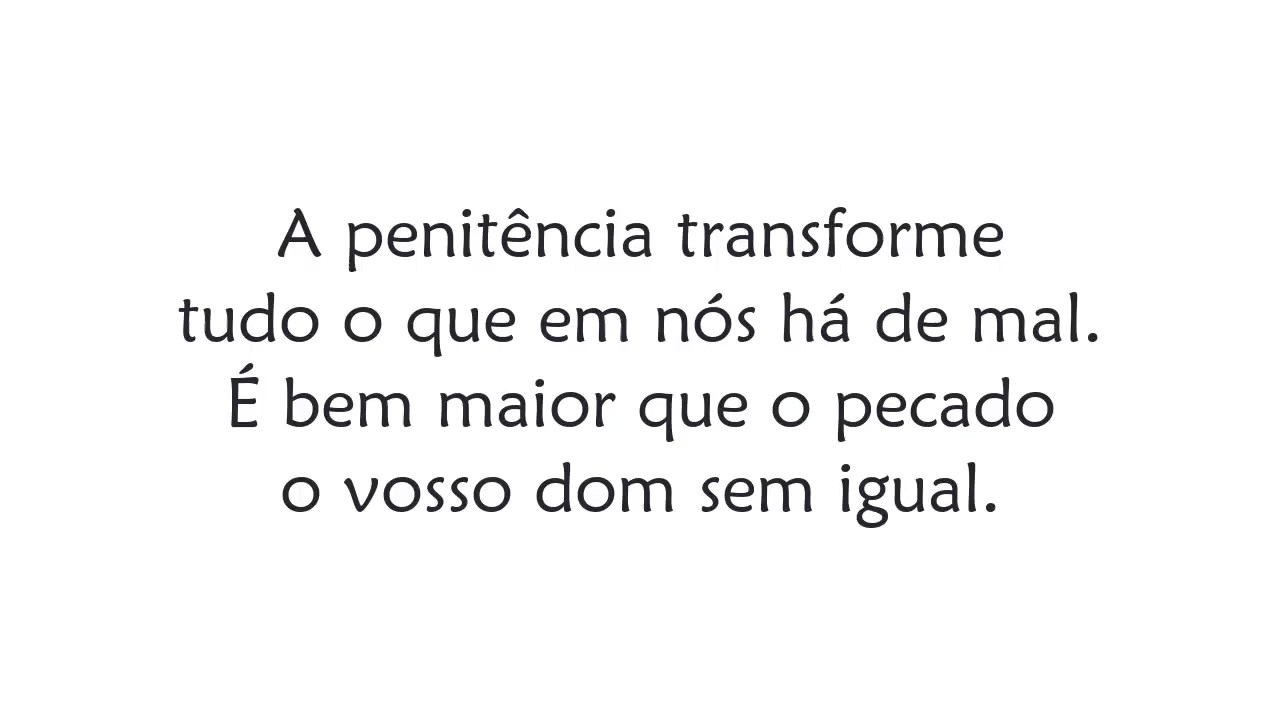 A penitência transforme
tudo o que em nós há de mal.
É bem maior que o pecado
o vosso dom sem igual.